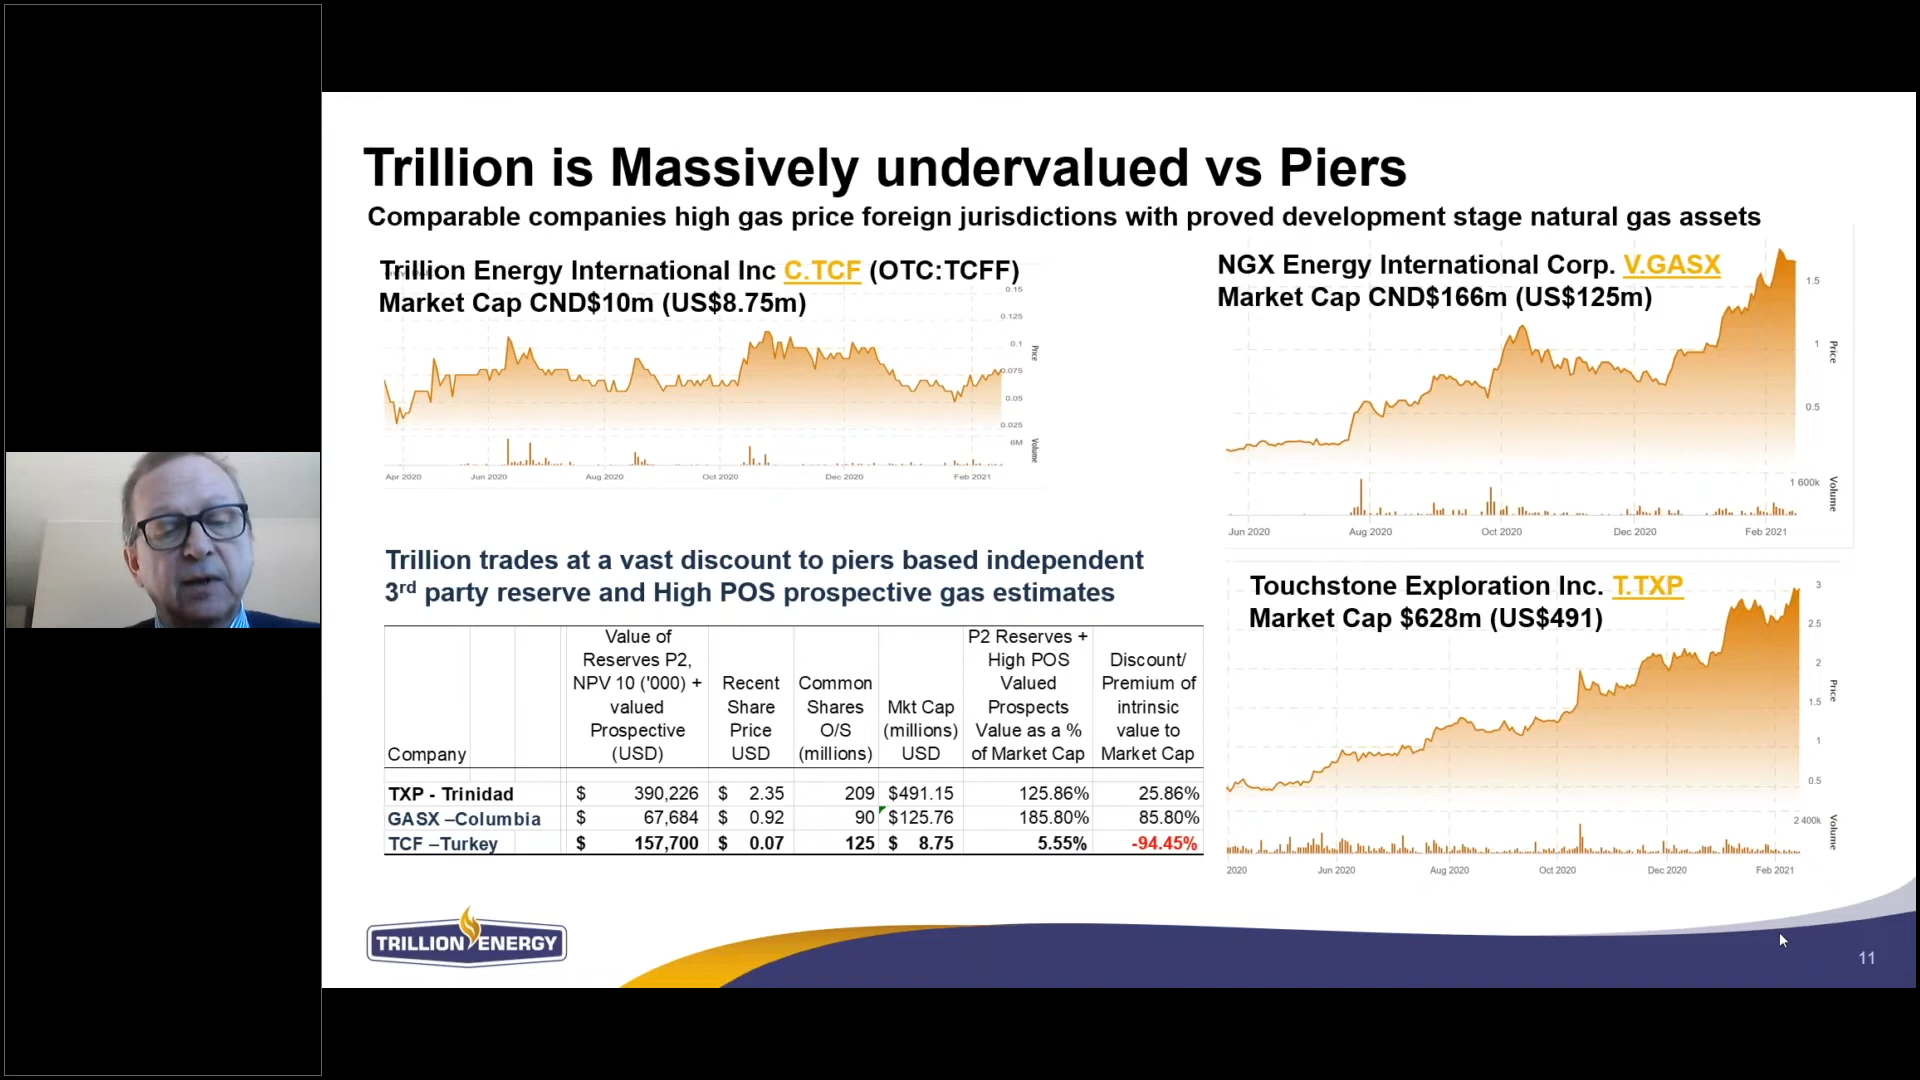 Trillion is Massively undervalued vs Piers
Comparable companies high gas price foreign jurisdictions with proved development stage natural gas assets
Trillion Energy International Inc C.TCF (OTC:TCFF)
Market Cap CND$10m (US$8.75m)
0.15
0.125
0.1
0.075
0.05
0.025
Price
6M
Volume
Apr 2020 Jun 2020 Aug 2020 Oct 2020 Dec 2020 Feb 2021
NGX Energy International Corp. V.GASX
Market Cap CND$166m (US$125m)
1.5
1
0.5
Price
1 600k
Volume
Jun 2020 Aug 2020 Oct 2020 Dec 2020 Feb 2021
Trillion trades at a vast discount to piers based independent
3rd party reserve and High POS prospective gas estimates
Company Value of Reserves P2, NPV 10 ('000) + valued Prospective (USD) Recent Share Price USD Common Shares O/S (millions) Mkt Cap (millions) USD P2 Reserves + High POS Valued Prospects Value as a % of Market Cap Discount/ Premium of intrinsic value to Market Cap
TXP - Trinidad $ 390,226 $ 2.35 209 $491.15 125.86% 25.86%
GASX –Columbia $ 67,684 $ 0.92 90 $125.76 185.80% 85.80%
TCF –Turkey $ 157,700 $ 0.07 125 $ 8.75 5.55% -94.45%
Touchstone Exploration Inc. T.TXP
Market Cap $628m (US$491)
3
2.5
2
1.5
1
0.5
Price
2 400k
Volume
2020 Jun 2020 Aug 2020 Oct 2020 Dec 2020 Feb 2021
TRILLION ENERGY
11